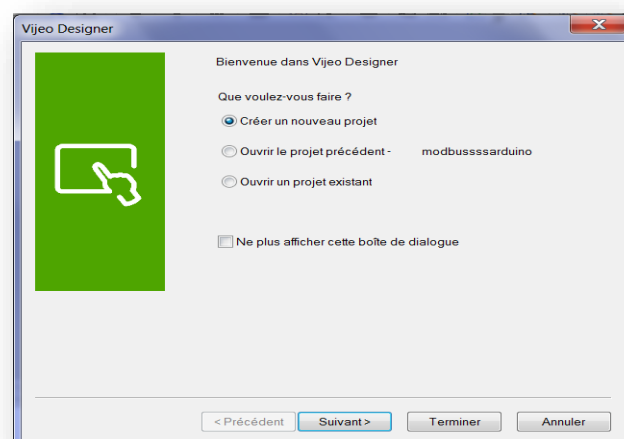 Vijeo Designer
Bienvenue dans Vijeo Designer
Que voulez-vous faire ?
Créer un nouveau projet
Ouvrir le projet précédent - modbussssarduino
Ouvrir un projet existant
Ne plus afficher cette boîte de dialogue
< Précédent Suivant > Terminer Annuler